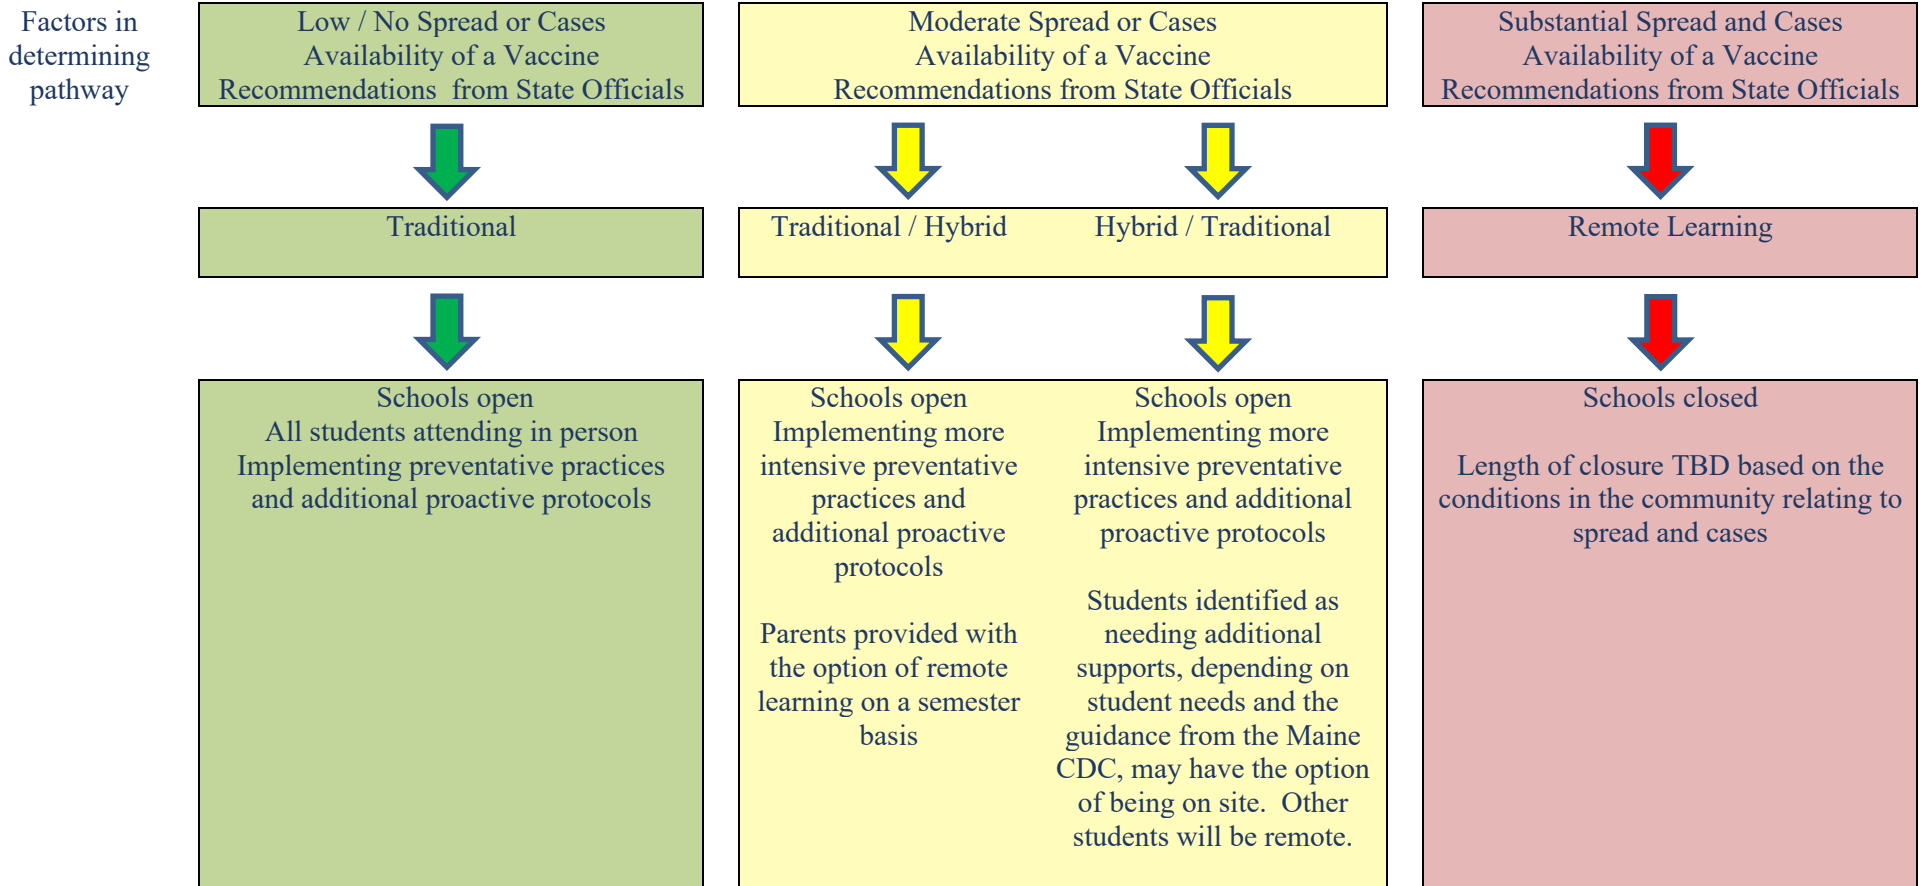 Factors in
determining
pathway
Low / No Spread or Cases
Availability of a Vaccine
Recommendations from State Officials
Moderate Spread or Cases
Availability of a Vaccine
Recommendations from State Officials
Substantial Spread and Cases
Availability of a Vaccine
Recommendations from State Officials
Traditional
Traditional / Hybrid
Hybrid / Traditional
Remote Learning
Schools open
All students attending in person
Implementing preventative practices
and additional proactive protocols
Schools open
Implementing more
intensive preventative
practices and
additional proactive
protocols
Parents provided with
the option of remote
learning on a semester
basis
Schools open
Implementing more
intensive preventative
practices and additional
proactive protocols
Students identified as
needing additional
supports, depending on
student needs and the
guidance from the Maine
CDC, may have the option
of being on site.  Other
students will be remote.
Schools closed
Length of closure TBD based on the
conditions in the community relating to
spread and cases